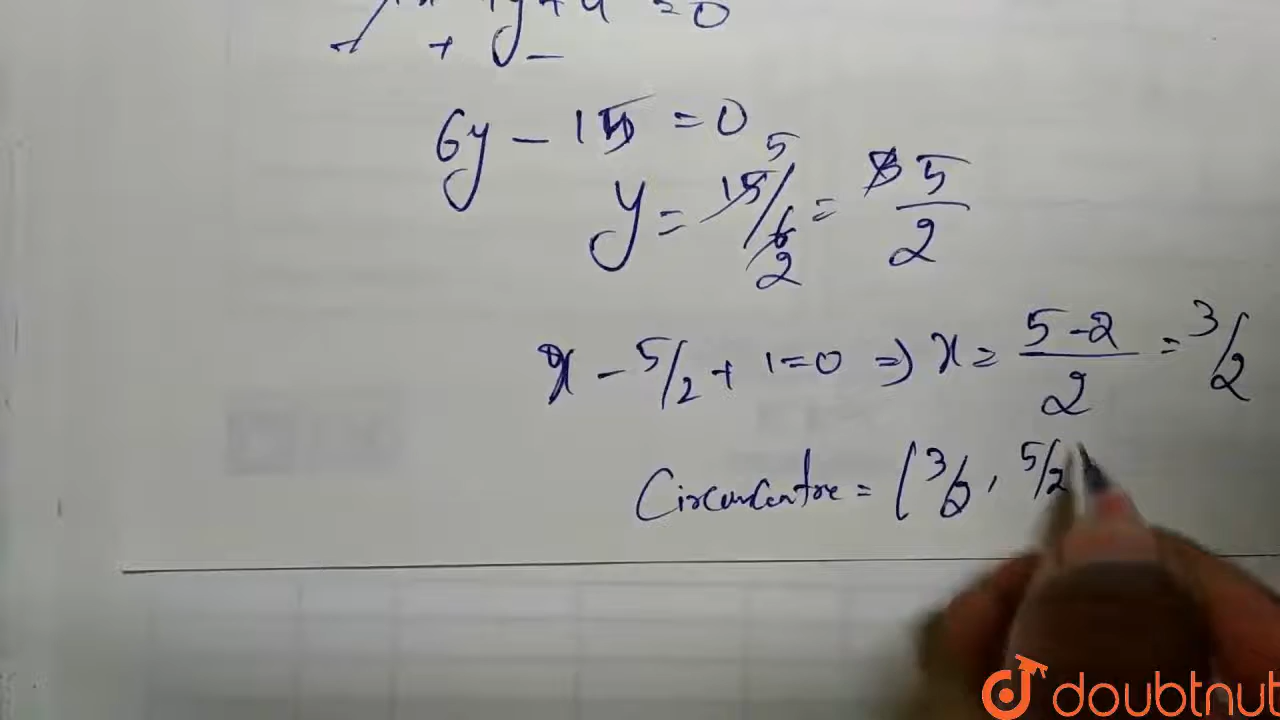 = 0
+ -
6y - 15 = 0
y = 15/6 = 5/2
x - 5/2 + 1 = 0 ⇒ x = 5-2/2 = 3/2
Circumcentre = (3/2, 5/2
doubtnut